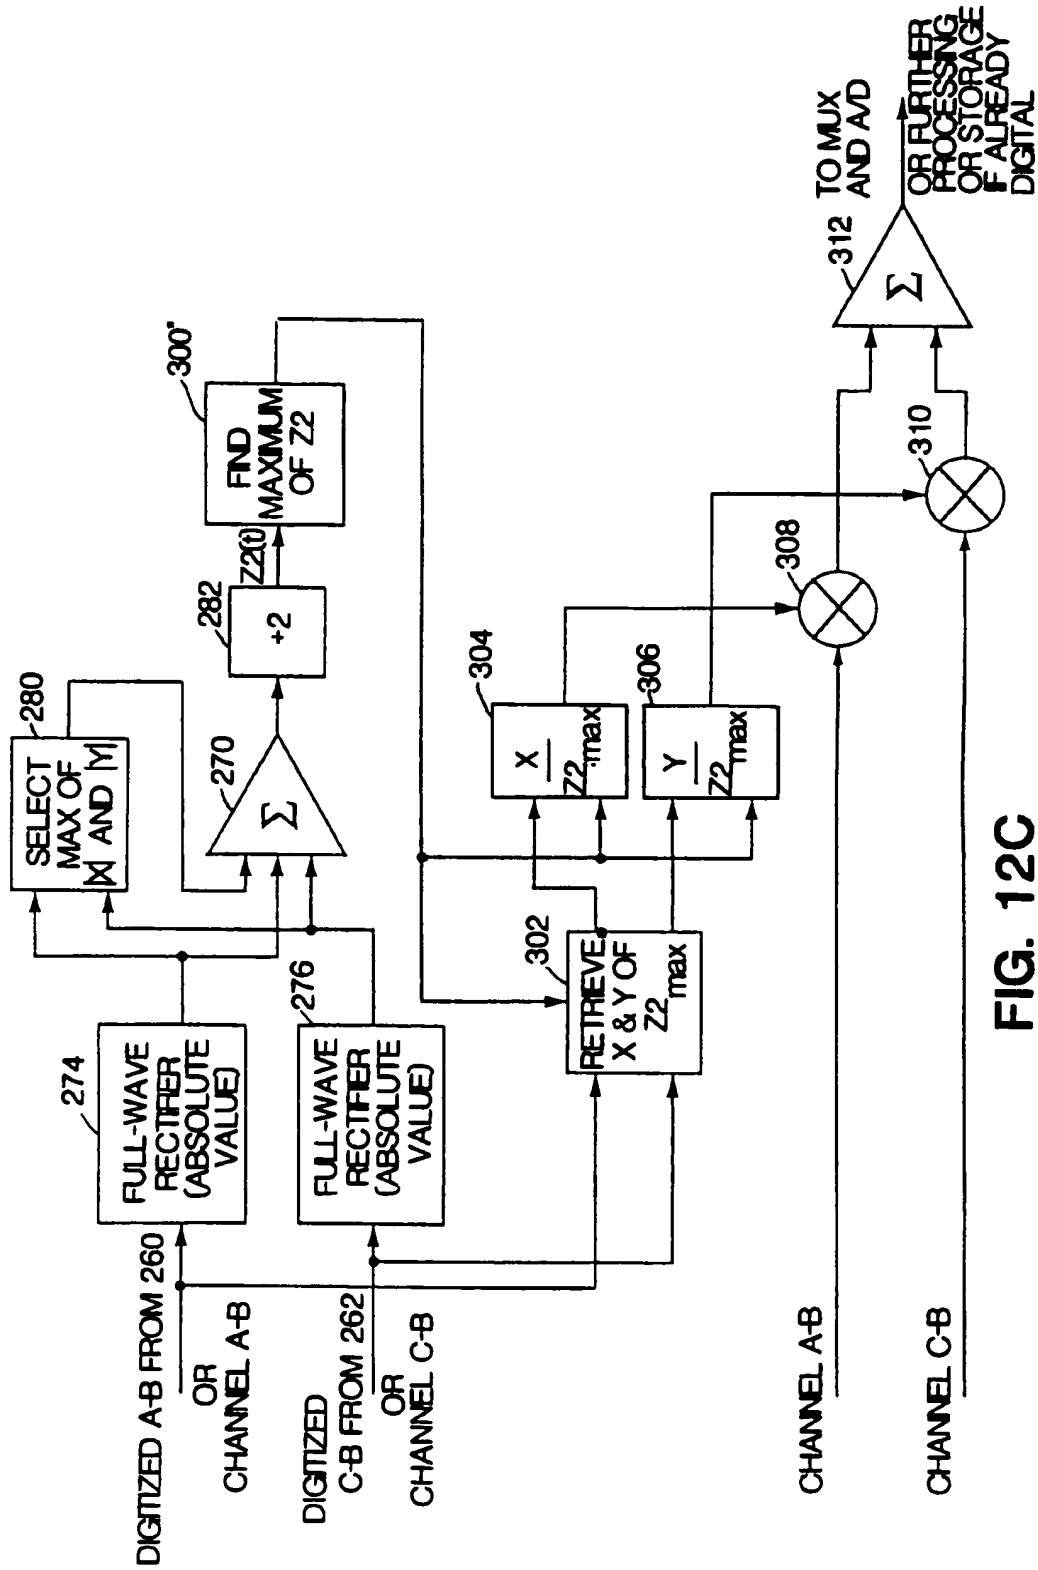 DIGITIZED A-B FROM 260
OR
CHANNEL A-B
274
FULL-WAVE
RECTIFIER
(ABSOLUTE
VALUE)
280
SELECT
MAX OF
|X| AND |Y|
DIGITIZED
C-B FROM 262
OR
CHANNEL C-B
276
FULL-WAVE
RECTIFIER
(ABSOLUTE
VALUE)
270
Σ
282
÷2
Z2(t)
300"
FIND
MAXIMUM
OF Z2
302
RETRIEVE
X & Y OF
Z2max
304
X
Z2max
306
Y
Z2max
308
310
CHANNEL A-B
CHANNEL C-B
312
Σ
TO MUX
AND A/D
OR FURTHER
PROCESSING
OR STORAGE
IF ALREADY
DIGITAL
FIG. 12C